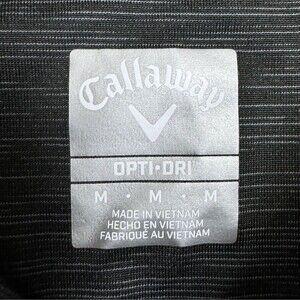 Callaway
OPTI•DRI
M • M • M
MADE IN VIETNAM
HECHO EN VIETNAM
FABRIQUÉ AU VIETNAM